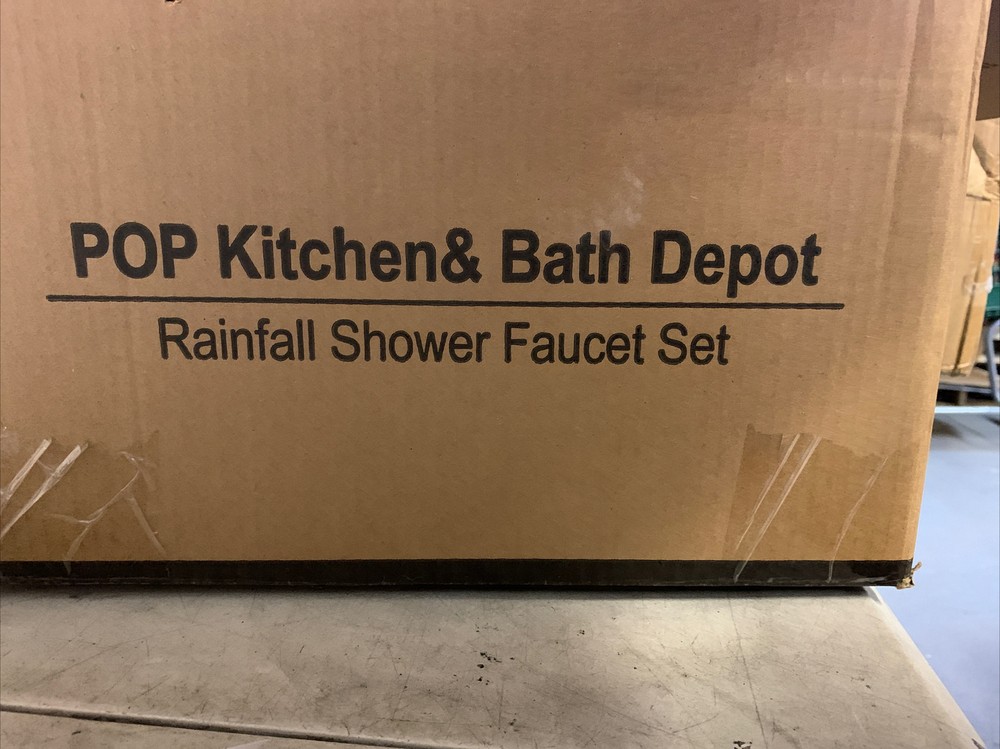 POP Kitchen& Bath Depot
Rainfall Shower Faucet Set